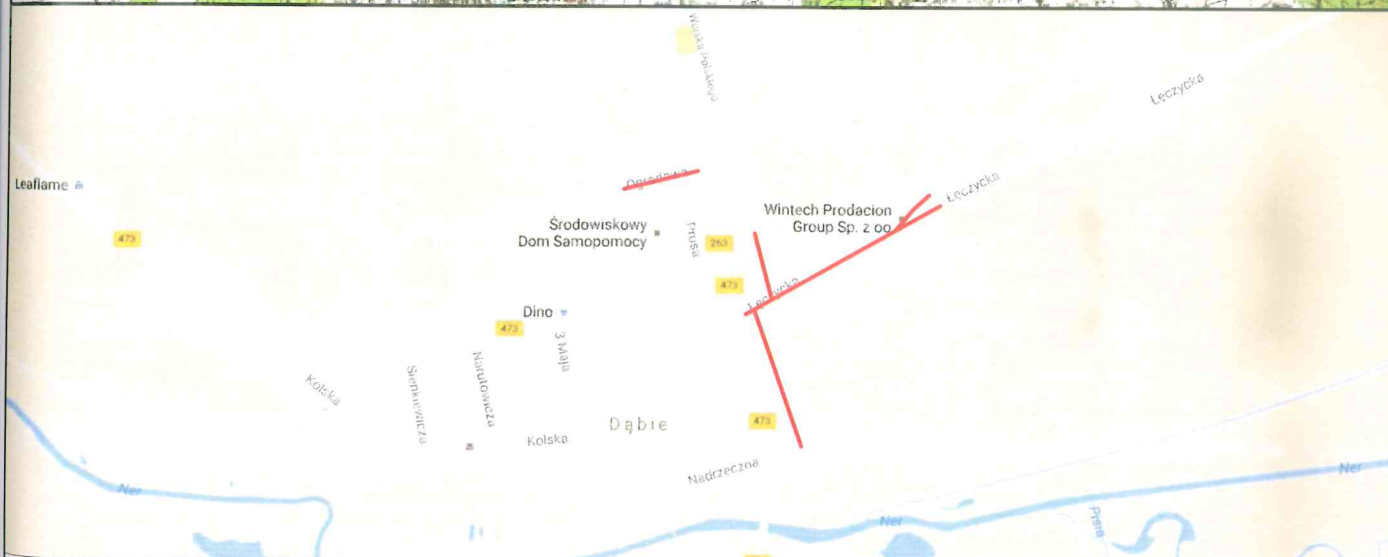 Wojska Polskiego
Łęczycka
Ogrodowa
Łęczycka
Leaflame
Wintech Prodacion
Group Sp. z oo
Środowiskowy
Dom Samopomocy
Prusa
263
473
473
Łęczycka
Dino
473
3 Maja
Narutowicza
Sienkiewicza
Kolska
Dąbie
473
Kolska
Nadrzeczna
Ner
Ner
Ner
Psia